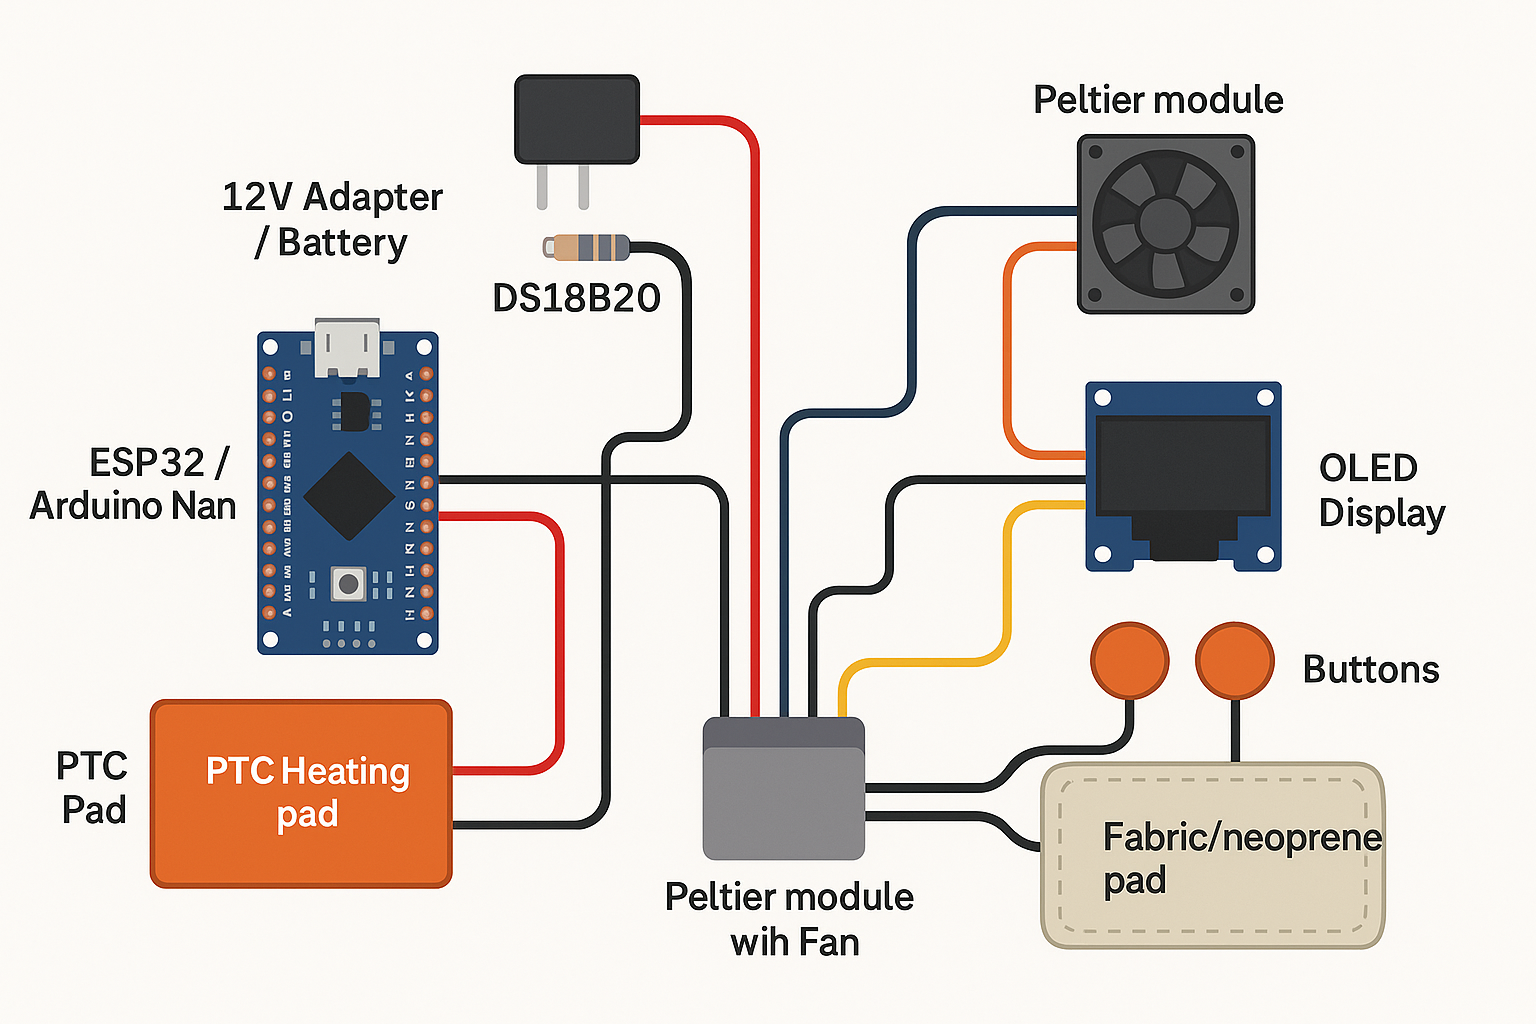 Peltier module
12V Adapter
/ Battery
DS18B20
ESP32 /
Arduino Nan
OLED
Display
Buttons
PTC
Pad
PTC Heating
pad
Fabric/neoprene
pad
Peltier module
wih Fan